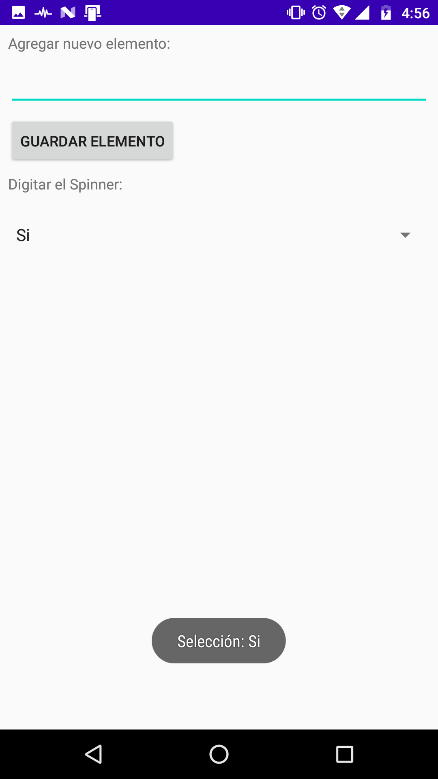 4:56
Agregar nuevo elemento:
GUARDAR ELEMENTO
Digitar el Spinner:
Si
Selección: Si